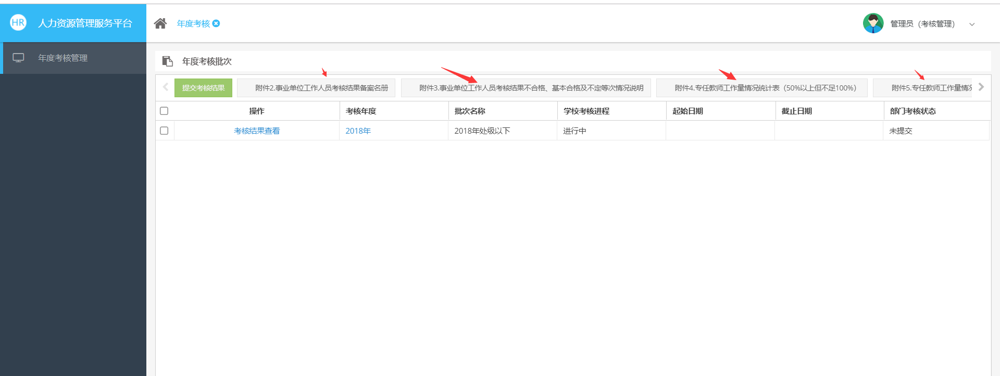 HR 人力资源管理服务平台
年度考核
管理员（考核管理）
年度考核管理
年度考核批次
提交考核结果 附件2.事业单位工作人员考核结果备案名册 附件3.事业单位工作人员考核结果不合格、基本合格及不定等次情况说明 附件4.专任教师工作量情况统计表（50%以上但不足100%） 附件5.专任教师工作量情况
操作 考核年度 批次名称 学校考核进程 起始日期 截止日期 部门考核状态
考核结果查看 2018年 2018年处级以下 进行中 未提交